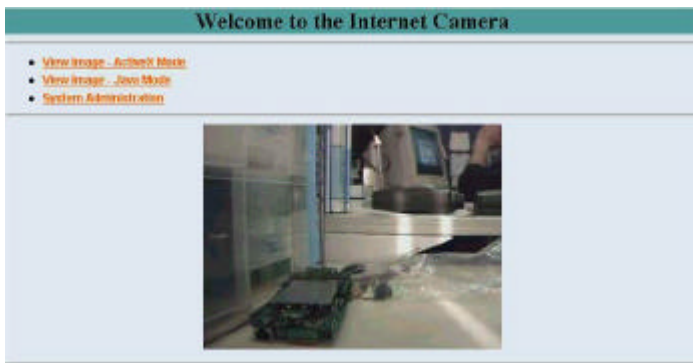 Welcome to the Internet Camera
View Image - ActiveX Mode
View Image - Java Mode
System Administration